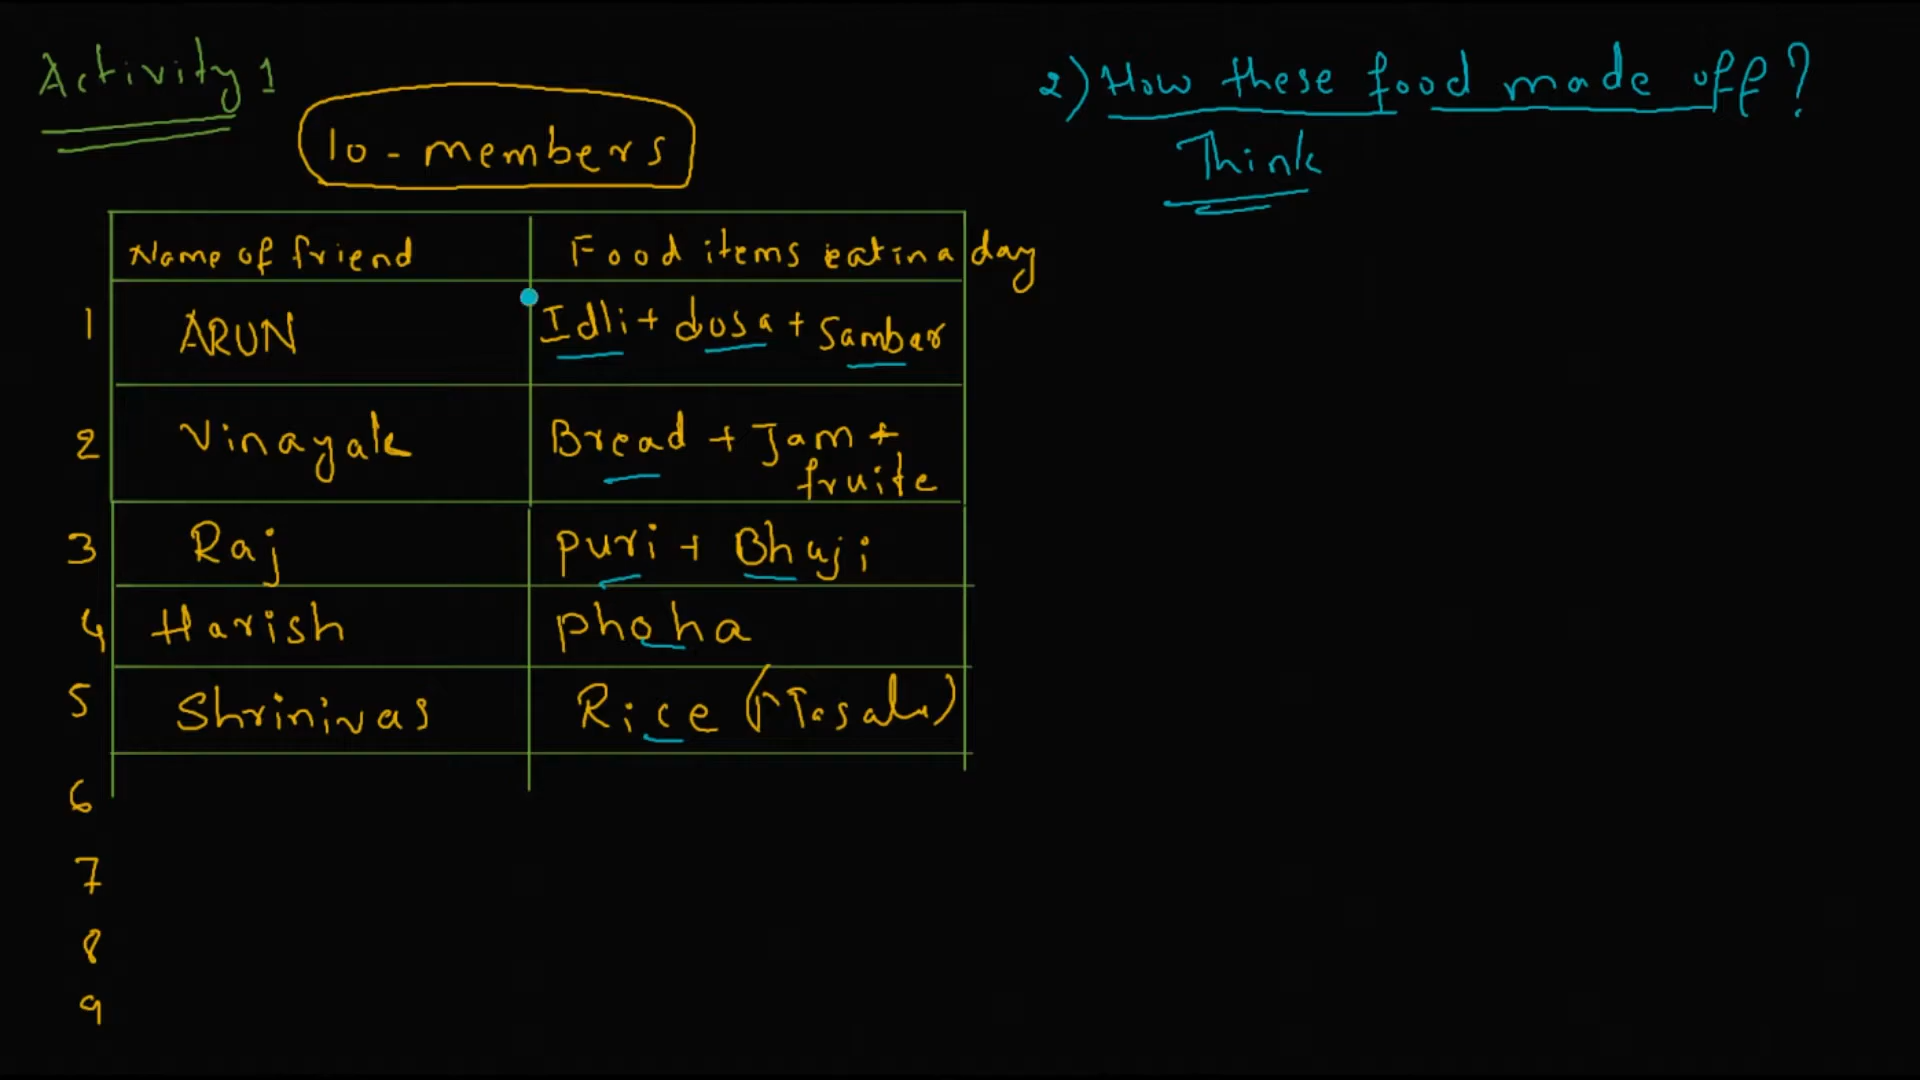 Activity 1
10 - members
Name of friend Food items eat in a day
1 ARUN Idli + dosa + Sambar
2 Vinayak Bread + Jam +
fruite
3 Raj puri + Bhaji
4 Harish phoha
5 Shrinivas Rice (Masala)
6
7
8
9
2) How these food made off?
Think